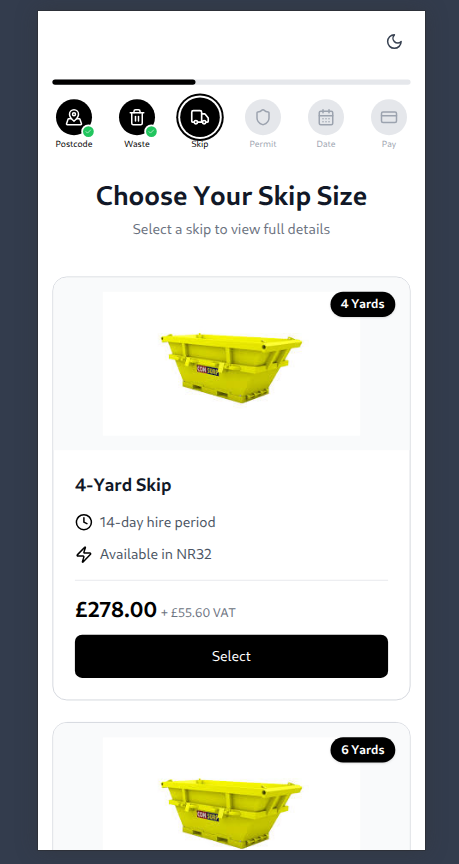 Postcode
Waste
Skip
Permit
Date
Pay
Choose Your Skip Size
Select a skip to view full details
4 Yards
4-Yard Skip
14-day hire period
Available in NR32
£278.00 + £55.60 VAT
Select
6 Yards